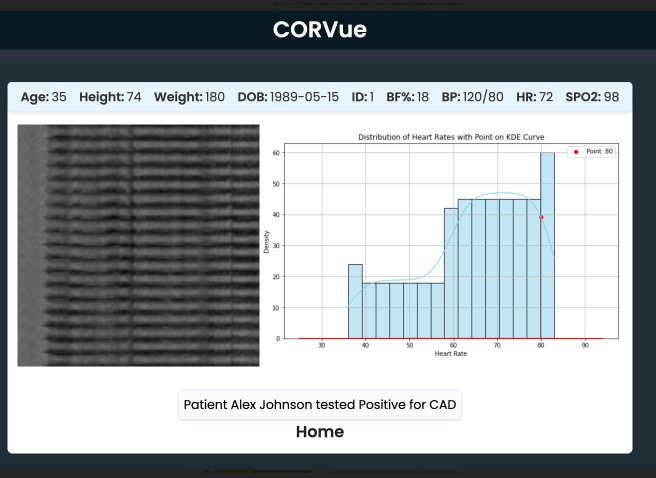 CORVue
Age: 35 Height: 74 Weight: 180 DOB: 1989-05-15 ID: 1 BF%: 18 BP: 120/80 HR: 72 SPO2: 98
Distribution of Heart Rates with Point on KDE Curve
Point: 80
60
50
40
30
20
10
0
Density
30 40 50 60 70 80 90
Heart Rate
Patient Alex Johnson tested Positive for CAD
Home